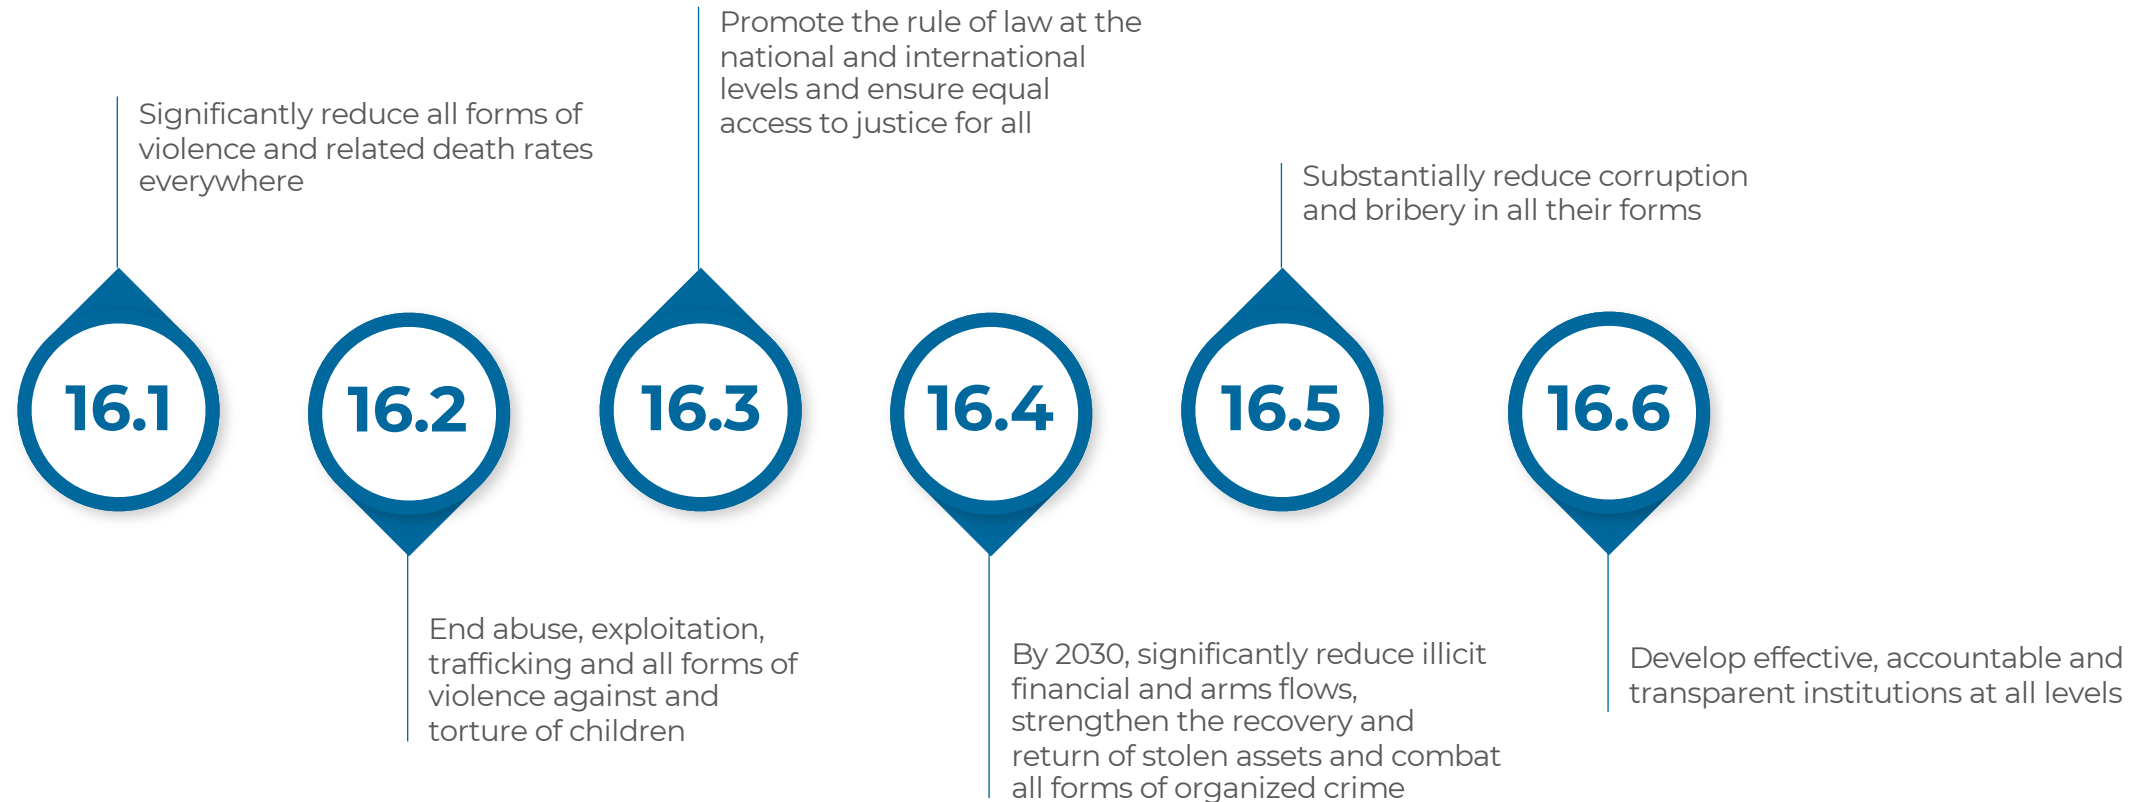 Promote the rule of law at the
national and international
levels and ensure equal
access to justice for all
Significantly reduce all forms of
violence and related death rates
everywhere
Substantially reduce corruption
and bribery in all their forms
16.1
16.2
16.3
16.4
16.5
16.6
End abuse, exploitation,
trafficking and all forms of
violence against and
torture of children
By 2030, significantly reduce illicit
financial and arms flows,
strengthen the recovery and
return of stolen assets and combat
all forms of organized crime
Develop effective, accountable and
transparent institutions at all levels